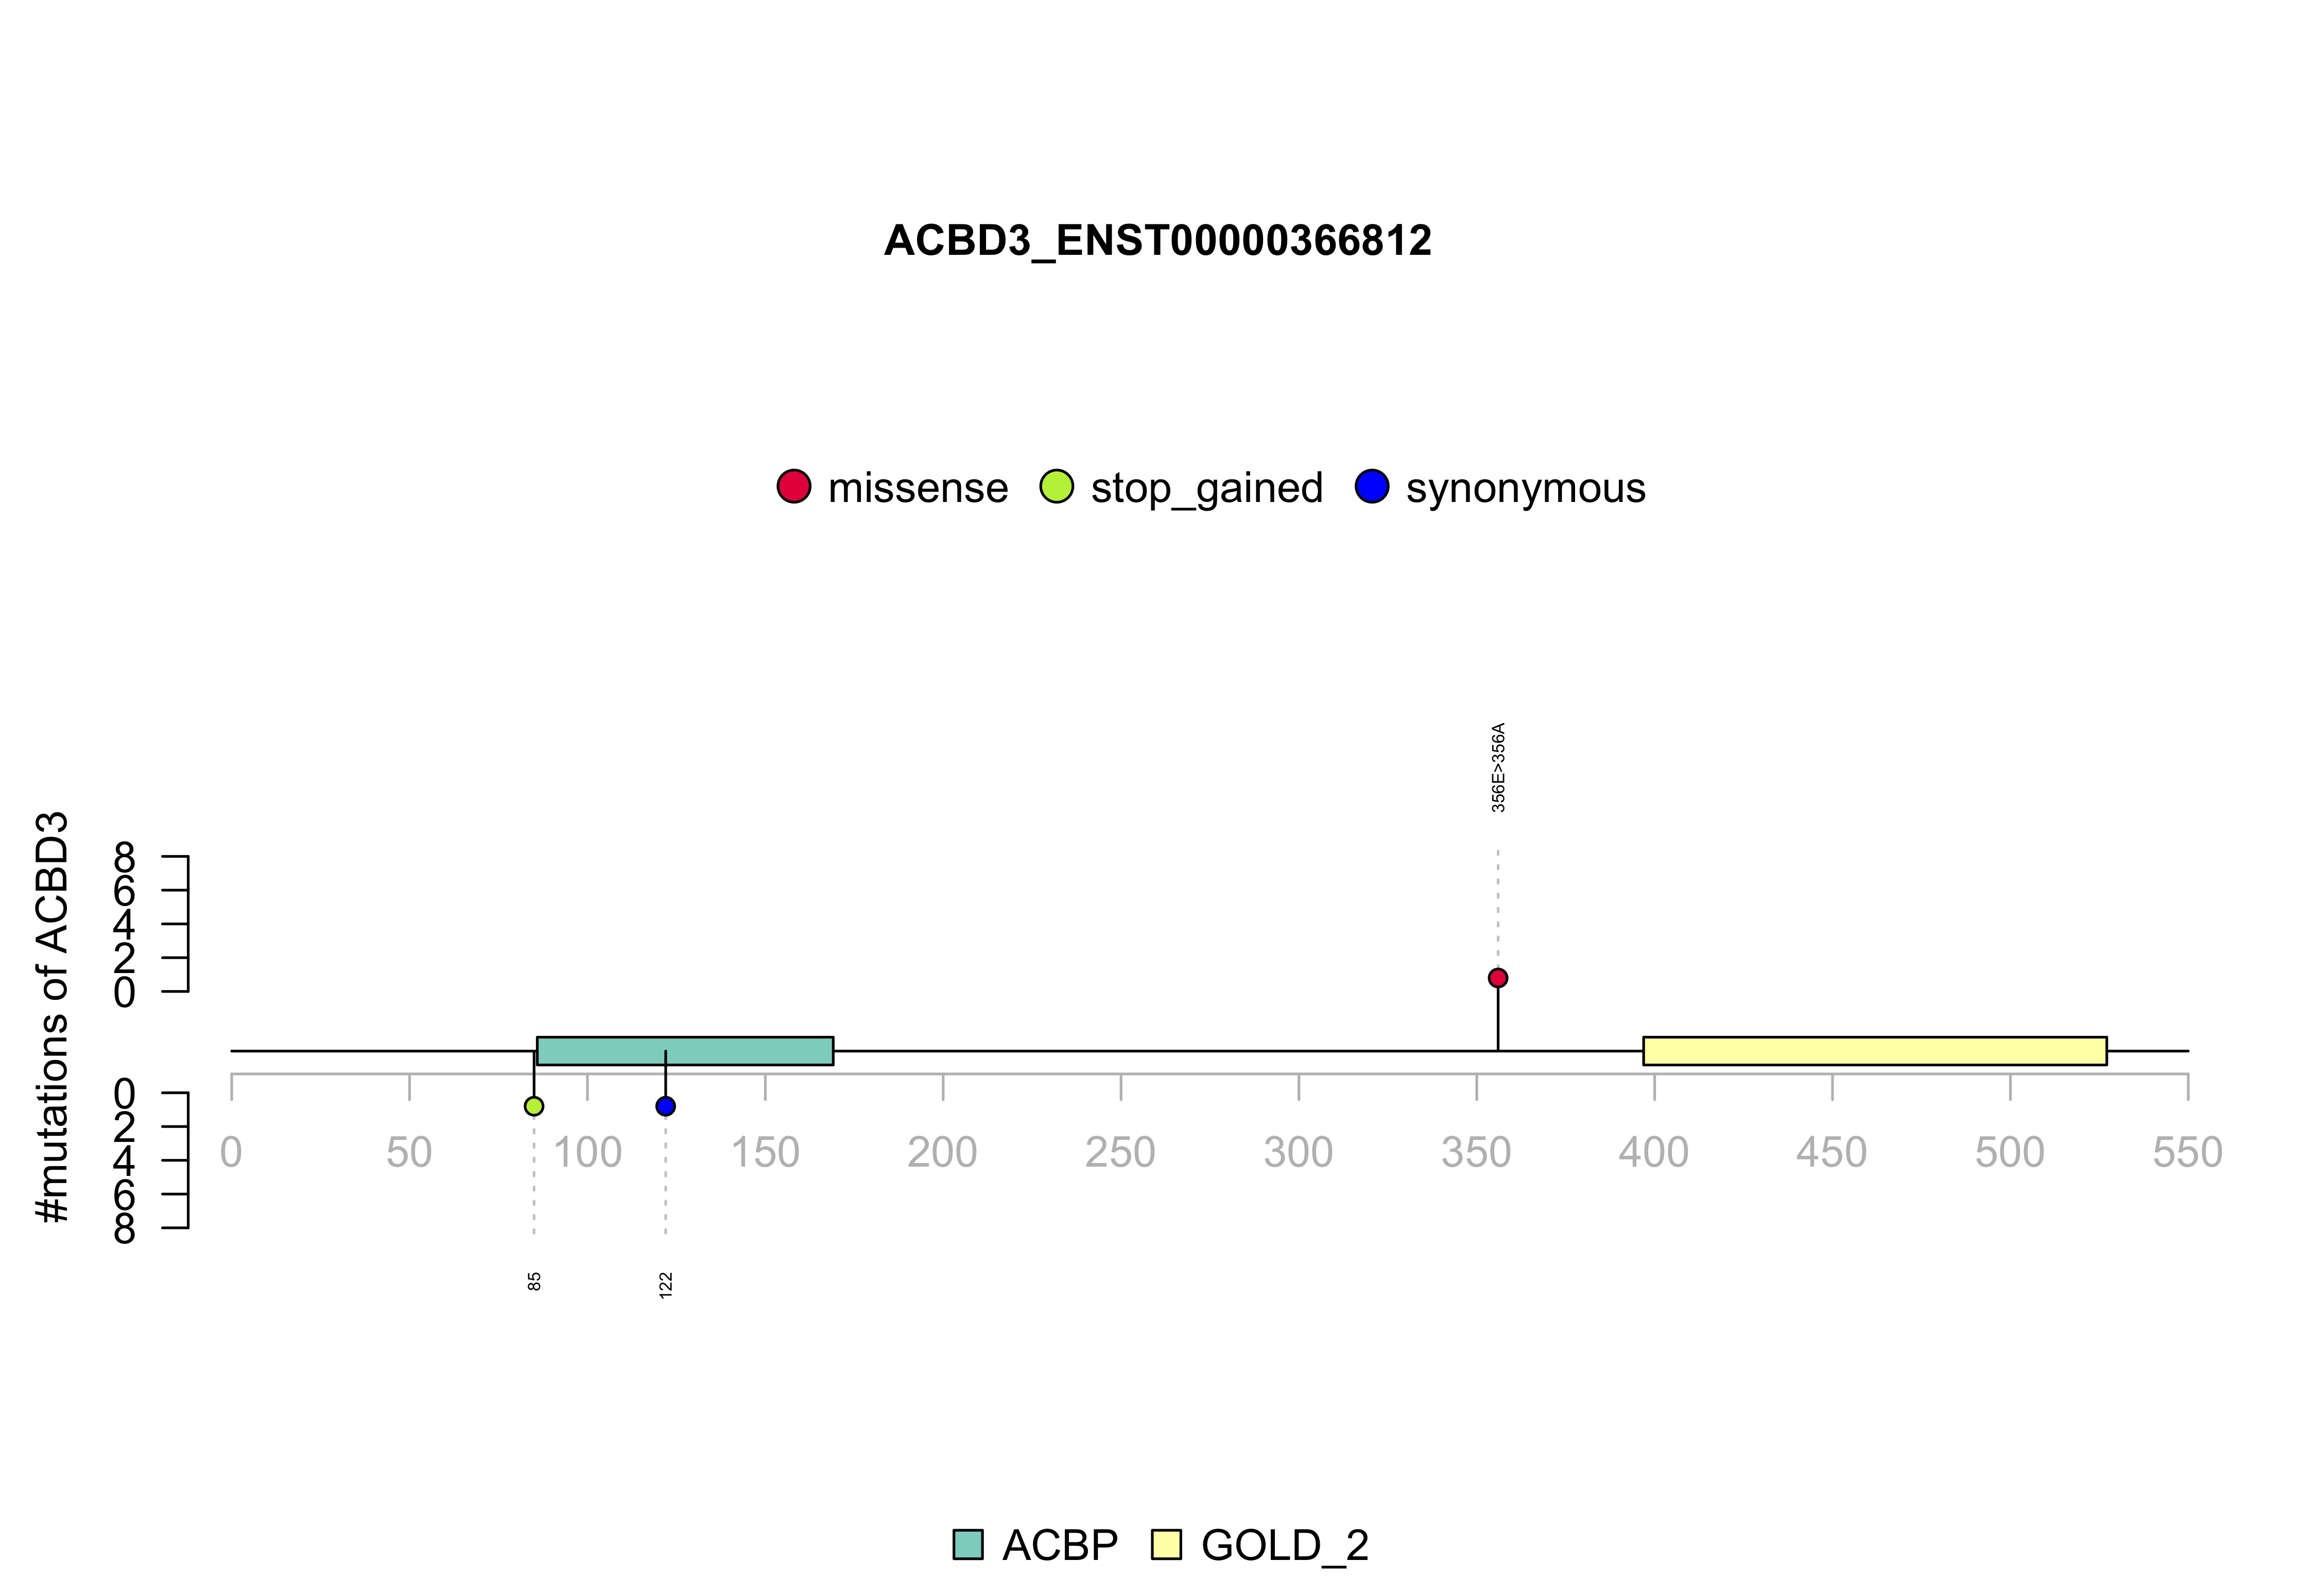 ACBD3_ENST00000366812
missense stop_gained synonymous
356E>356A
#mutations of ACBD3
8
6
4
2
0
0
2
4
6
8
0 50 100 150 200 250 300 350 400 450 500 550
85 122
ACBP GOLD_2